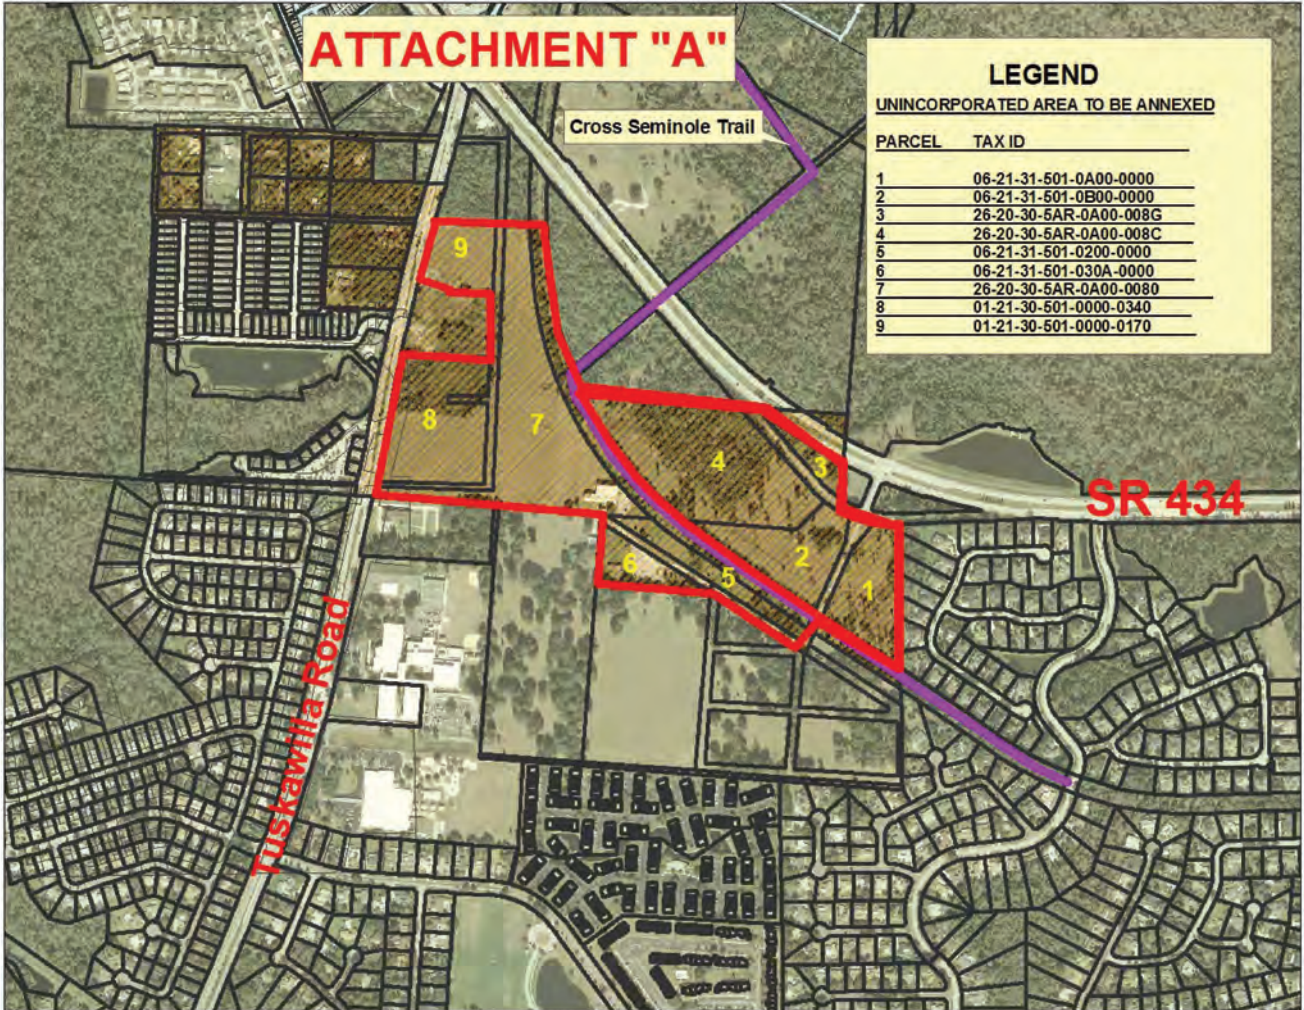 ATTACHMENT "A"
Cross Seminole Trail
LEGEND
UNINCORPORATED AREA TO BE ANNEXED
PARCEL TAX ID
1 06-21-31-501-0A00-0000
2 06-21-31-501-0B00-0000
3 26-20-30-5AR-0A00-008G
4 26-20-30-5AR-0A00-008C
5 06-21-31-501-0200-0000
6 06-21-31-501-030A-0000
7 26-20-30-5AR-0A00-0080
8 01-21-30-501-0000-0340
9 01-21-30-501-0000-0170
9
8
7
4
3
SR 434
6
5
2
1
Tuskawilla Road